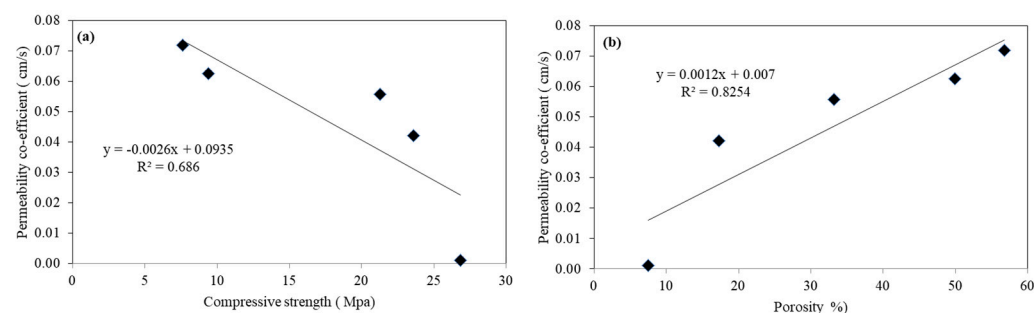 (a)
Permeability co-efficient ( cm/s)
0.08
0.07
0.06
0.05
0.04
0.03
0.02
0.01
0.00
y = -0.0026x + 0.0935
R² = 0.686
0 5 10 15 20 25 30
Compressive strength ( Mpa)
(b)
Permeability co-efficient ( cm/s)
0.08
0.07
0.06
0.05
0.04
0.03
0.02
0.01
0.00
y = 0.0012x + 0.007
R² = 0.8254
0 10 20 30 40 50 60
Porosity %)